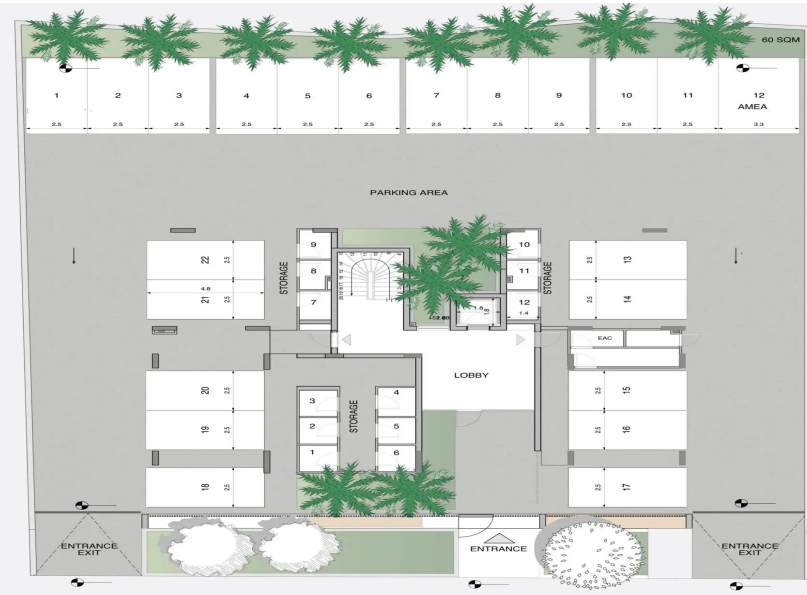 60 SQM
1 2 3 4 5 6 7 8 9 10 11 12
AMEA
2.5 2.5 2.5 2.5 2.5 2.5 2.5 2.5 2.5 2.5 2.5 3.3
PARKING AREA
22 2.5
9
10
2.5 13
STORAGE
8
11
STORAGE
4.8
21 2.5
7
12
1.8
1.4
2.5 14
EAC
LOBBY
20 2.5
2.5 15
3
4
STORAGE
19 2.5
2
5
2.5 16
1
6
18 2.5
2.5 17
ENTRANCE
EXIT
ENTRANCE
ENTRANCE
EXIT